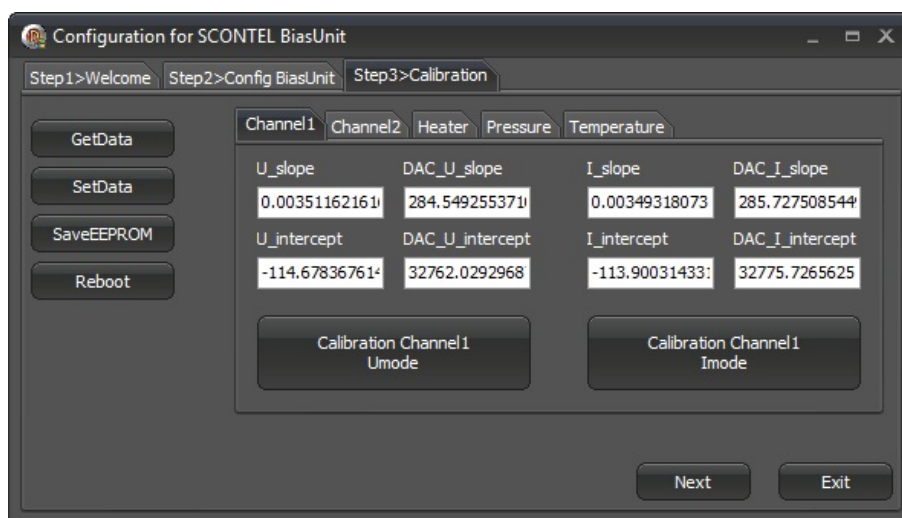 Configuration for SCONTEL BiasUnit
Step1>Welcome Step2>Config BiasUnit Step3>Calibration
GetData
SetData
SaveEEPROM
Reboot
Channel1 Channel2 Heater Pressure Temperature
U_slope DAC_U_slope I_slope DAC_I_slope
0.0035116216 284.549255371 0.00349318073 285.727508544
U_intercept DAC_U_intercept I_intercept DAC_I_intercept
-114.67836761 32762.0292968 -113.900314331 32775.7265625
Calibration Channel1
Umode
Calibration Channel1
Imode
Next Exit